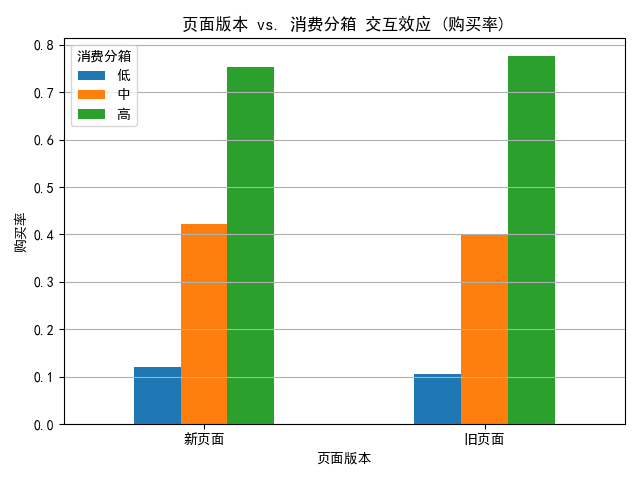 页面版本 vs. 消费分箱 交互效应 (购买率)
消费分箱
低
中
高
购买率
0.8
0.7
0.6
0.5
0.4
0.3
0.2
0.1
0.0
新页面
旧页面
页面版本